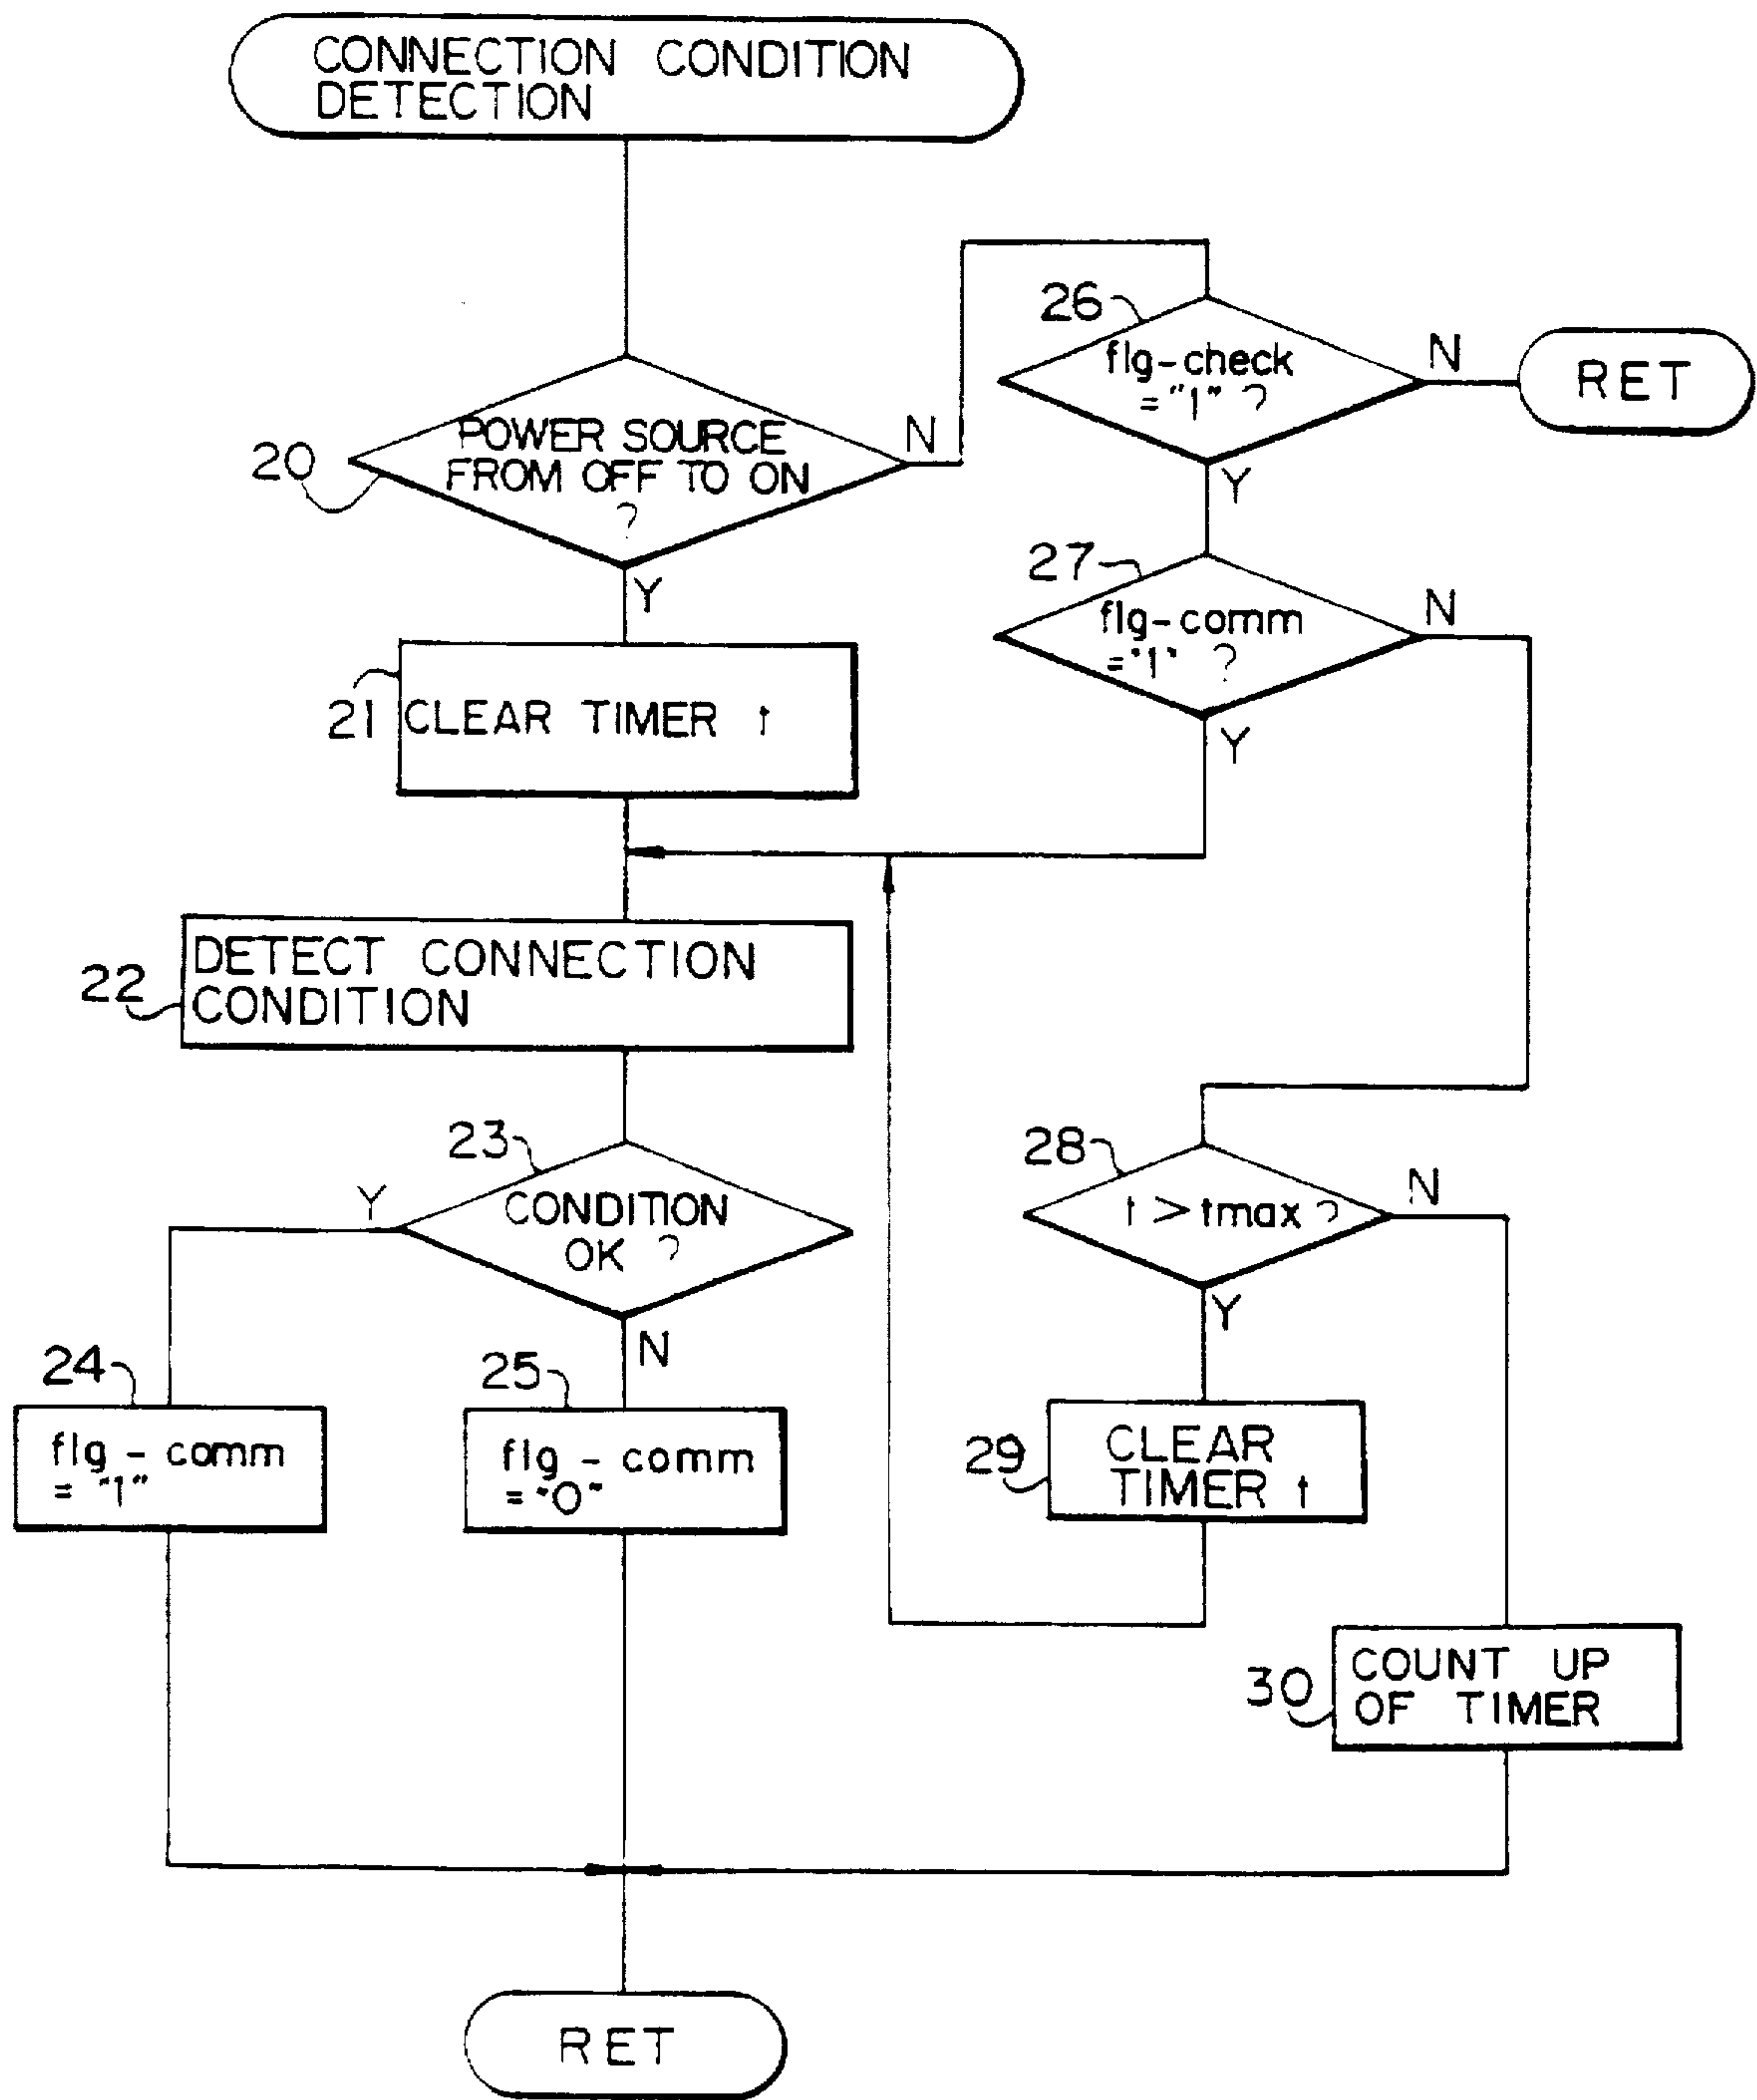 CONNECTION CONDITION
DETECTION
20
POWER SOURCE
FROM OFF TO ON
?
N
Y
21
CLEAR TIMER t
22
DETECT CONNECTION
CONDITION
23
CONDITION
OK ?
Y
N
24
flg - comm
= "1"
25
flg - comm
= "0"
26
flg - check
= "1" ?
N
RET
Y
27
flg - comm
= "1" ?
N
Y
28
t > tmax ?
N
Y
29
CLEAR
TIMER t
30
COUNT UP
OF TIMER
RET